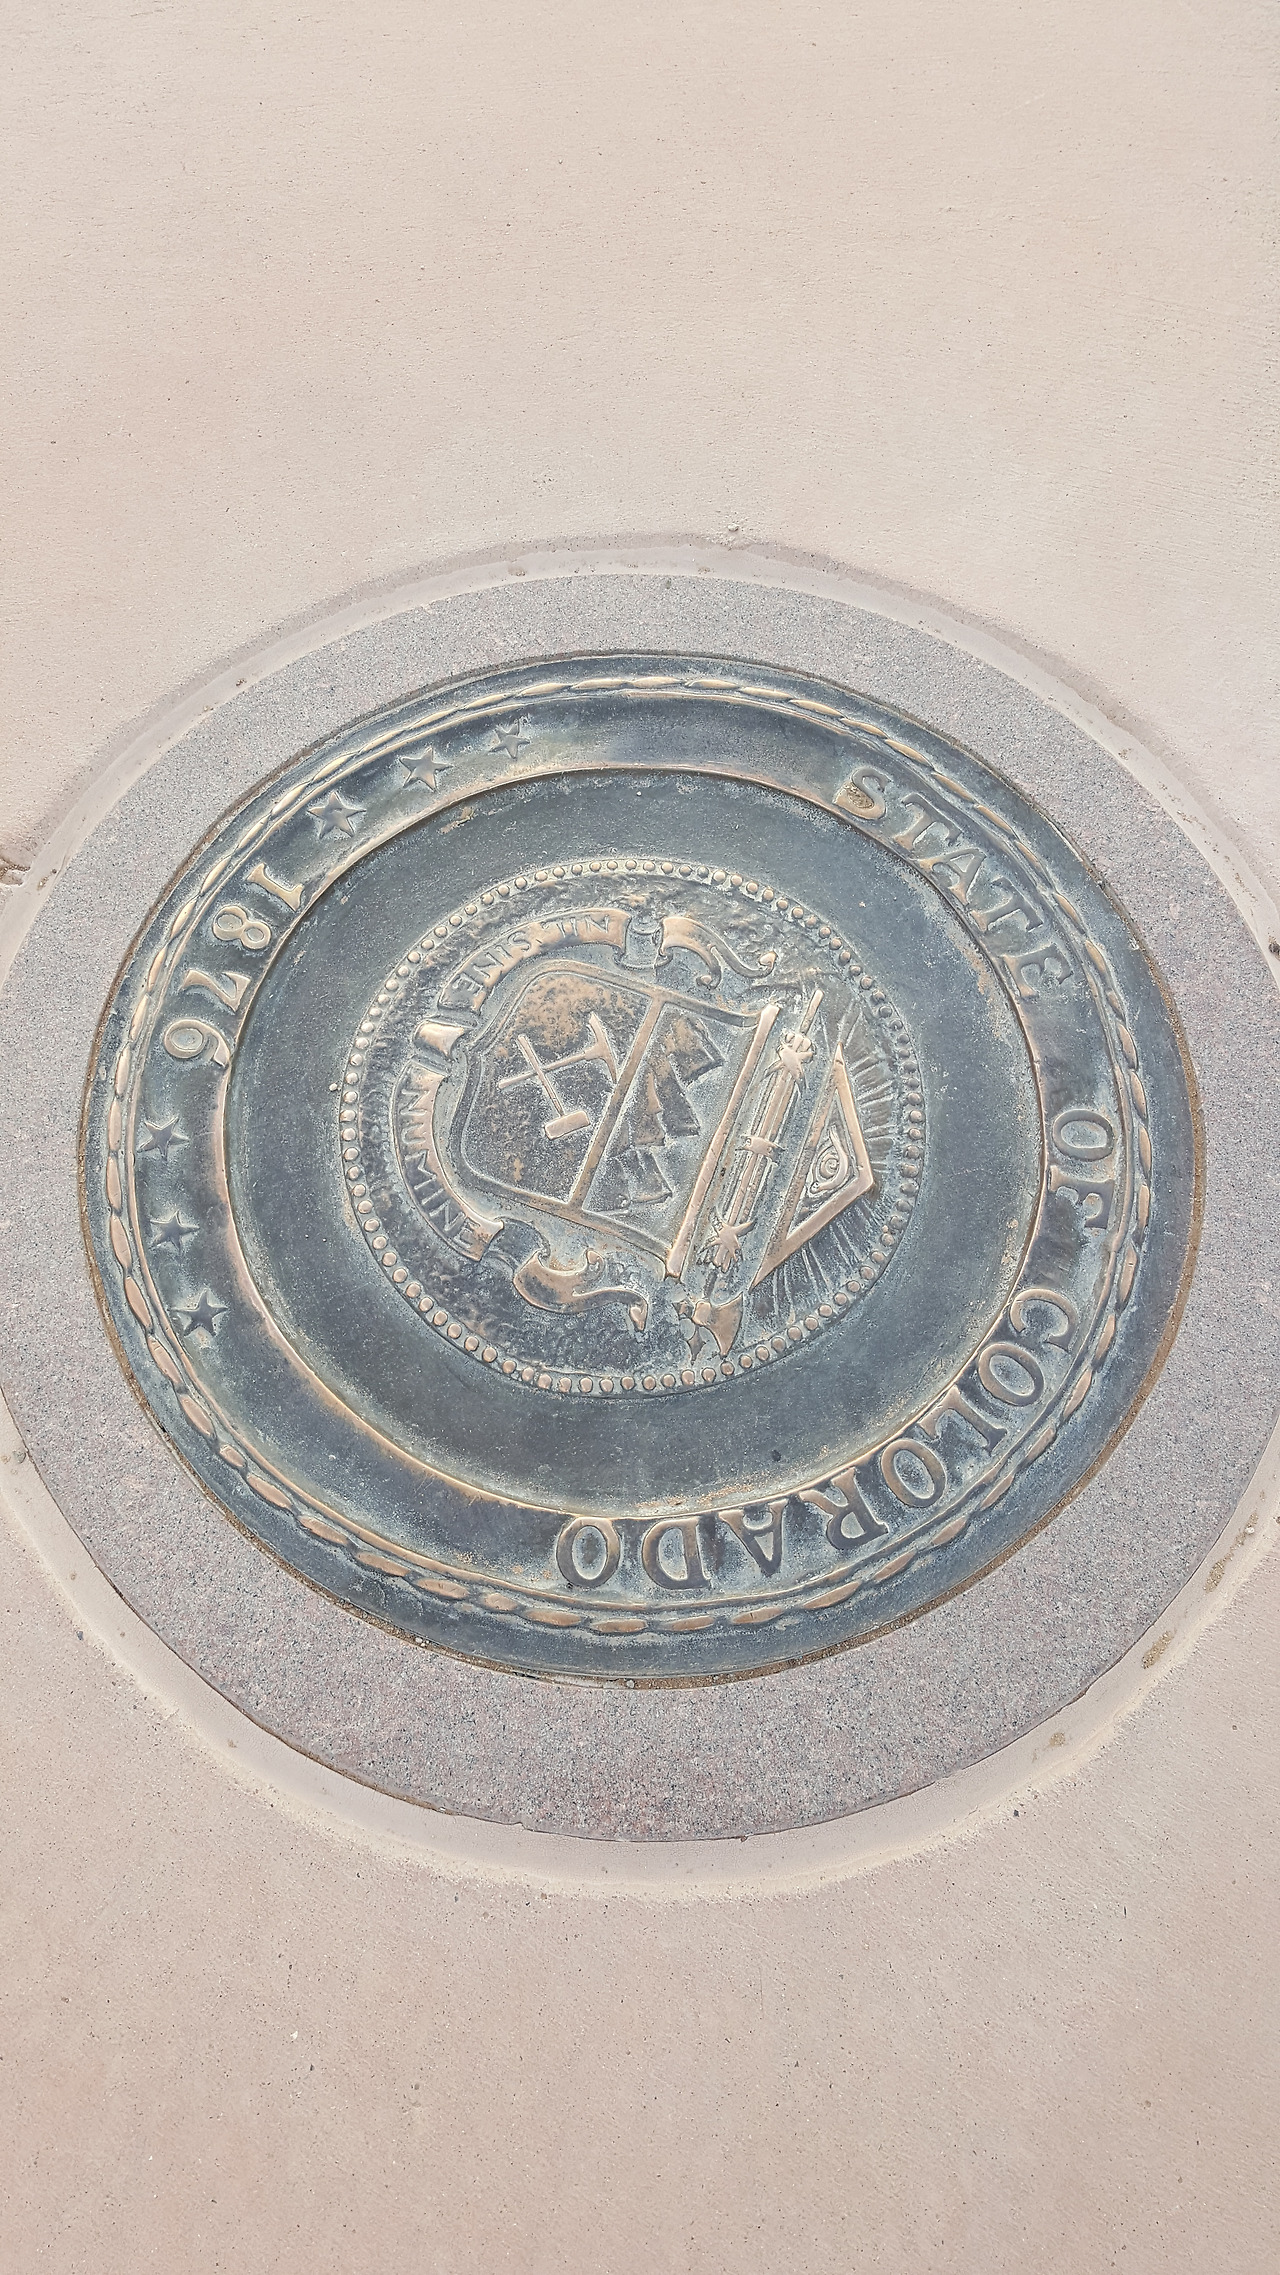 STATE OF COLORADO
1876
NIL SINE NUMINE